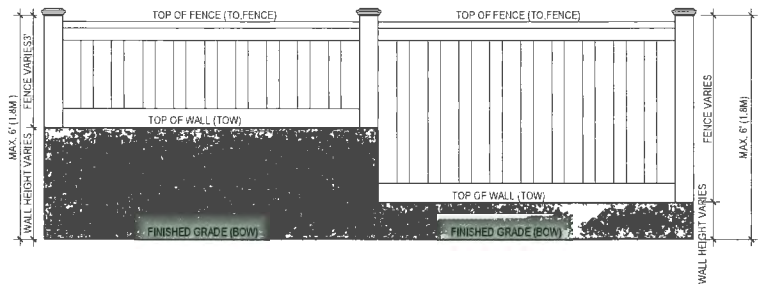 TOP OF FENCE (TO,FENCE)
TOP OF FENCE (TO,FENCE)
MAX. 6' (1.8M)
FENCE VARIES3'
WALL HEIGHT VARIES
TOP OF WALL (TOW)
FINISHED GRADE (BOW)
TOP OF WALL (TOW)
FINISHED GRADE (BOW)
FENCE VARIES
WALL HEIGHT VARIES
MAX. 6' (1.8M)